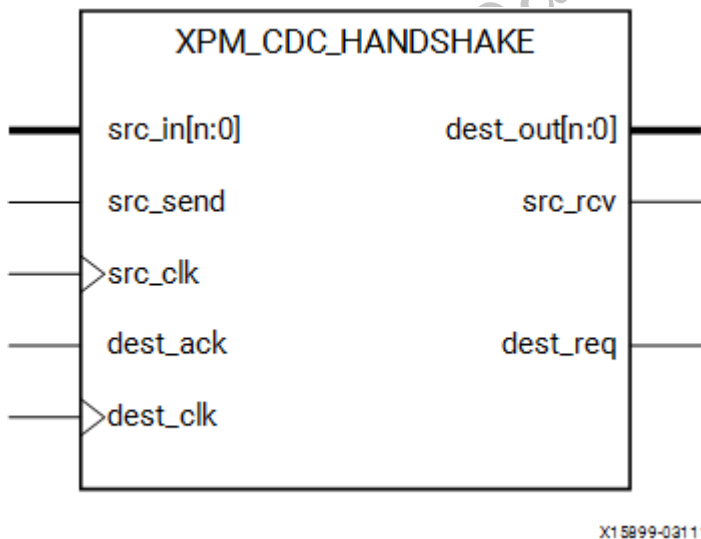 XPM_CDC_HANDSHAKE
src_in[n:0] dest_out[n:0]
src_send src_rcv
src_clk
dest_ack dest_req
dest_clk